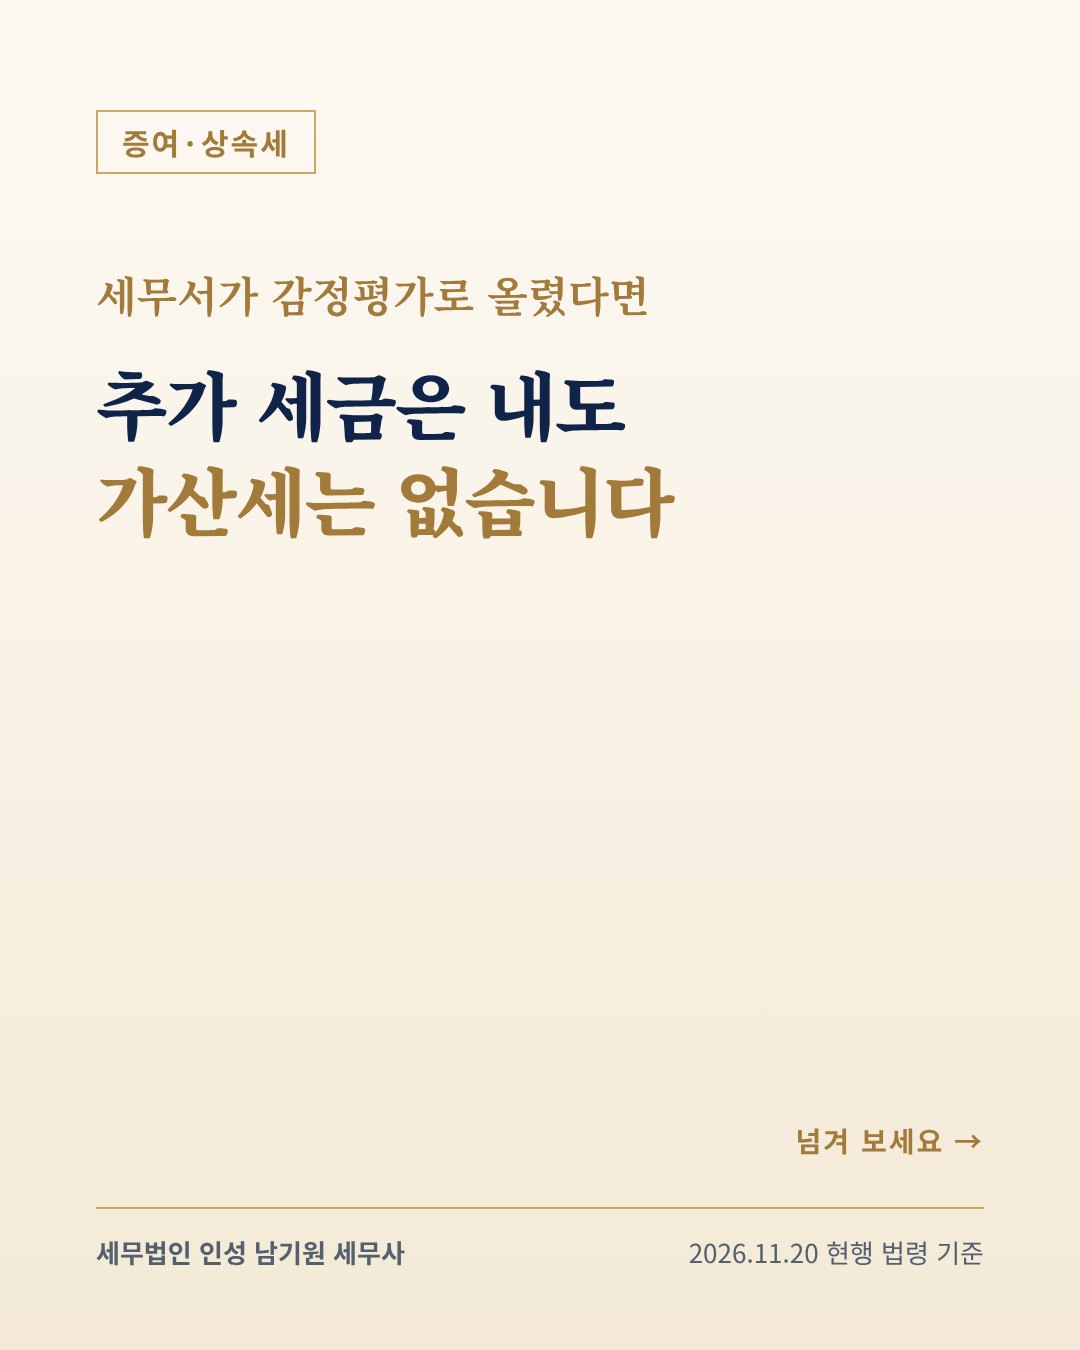 증여·상속세
세무서가 감정평가로 올렸다면
추가 세금은 내도
가산세는 없습니다
넘겨 보세요 →
세무법인 인성 남기원 세무사
2026.11.20 현행 법령 기준